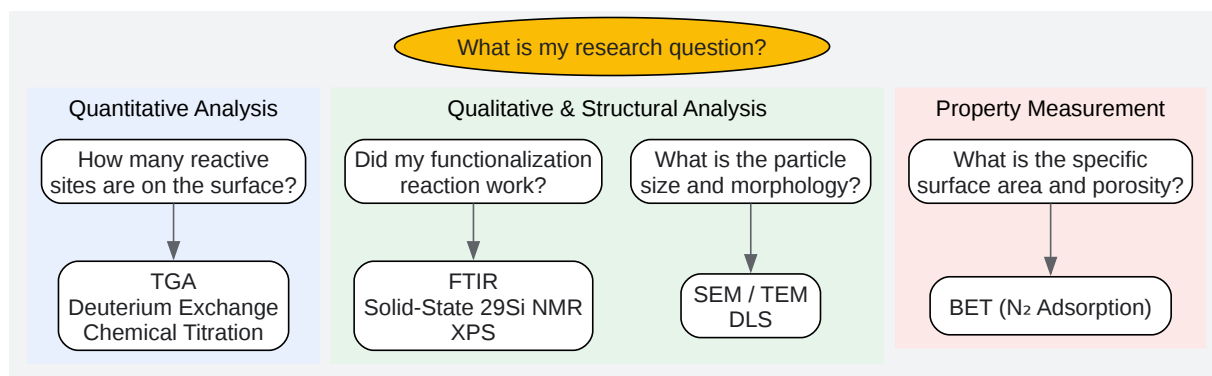 What is my research question?
Quantitative Analysis
How many reactive
sites are on the surface?
TGA
Deuterium Exchange
Chemical Titration
Qualitative & Structural Analysis
Did my functionalization
reaction work?
FTIR
Solid-State 29Si NMR
XPS
What is the particle
size and morphology?
SEM / TEM
DLS
Property Measurement
What is the specific
surface area and porosity?
BET (N₂ Adsorption)